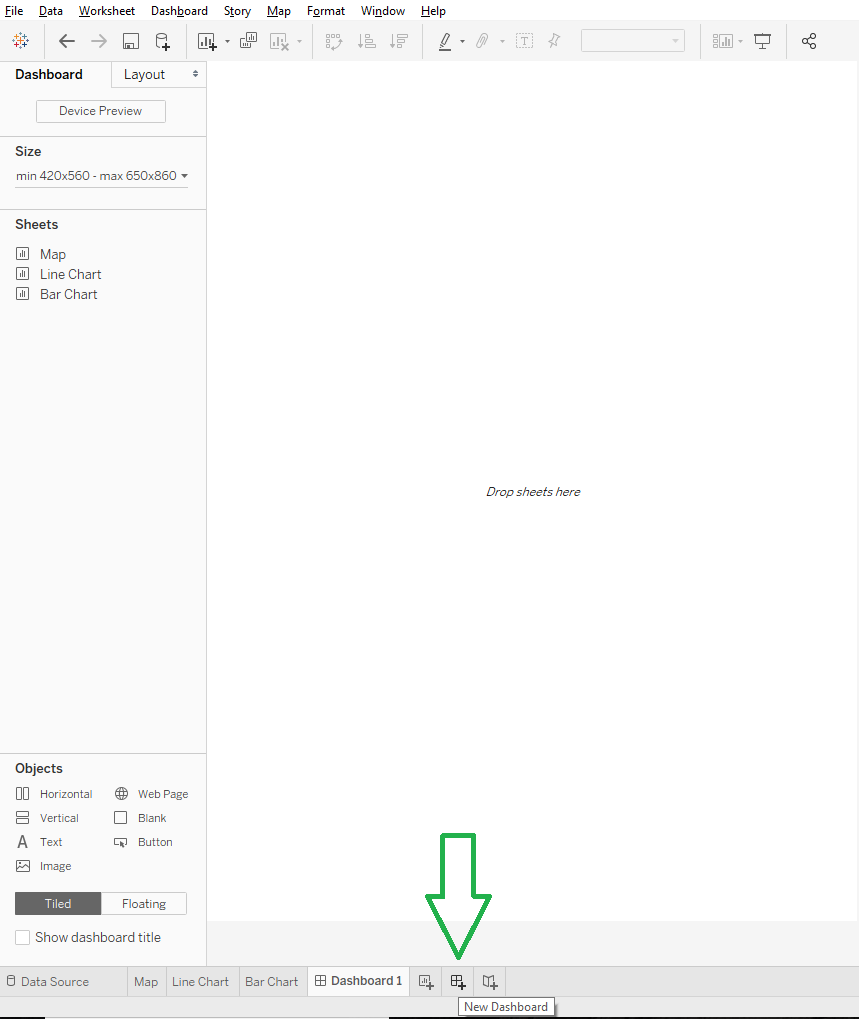 File Data Worksheet Dashboard Story Map Format Window Help
Dashboard Layout
Device Preview
Size
min 420x560 - max 650x860
Sheets
Map
Line Chart
Bar Chart
Drop sheets here
Objects
Horizontal Web Page
Vertical Blank
A Text Button
Image
Tiled Floating
Show dashboard title
Data Source Map Line Chart Bar Chart Dashboard 1
New Dashboard